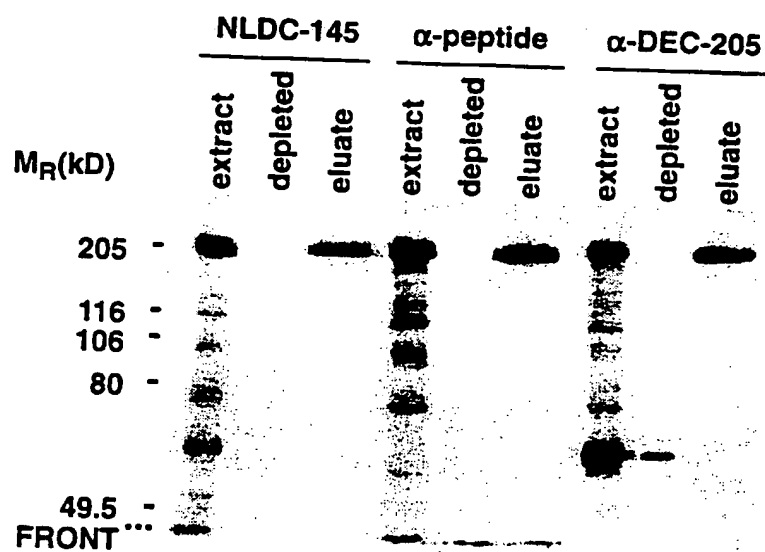 NLDC-145 α-peptide α-DEC-205
extract depleted eluate extract depleted eluate extract depleted eluate
MR(kD)
205 -
116 -
106 -
80 -
49.5 -
FRONT •••